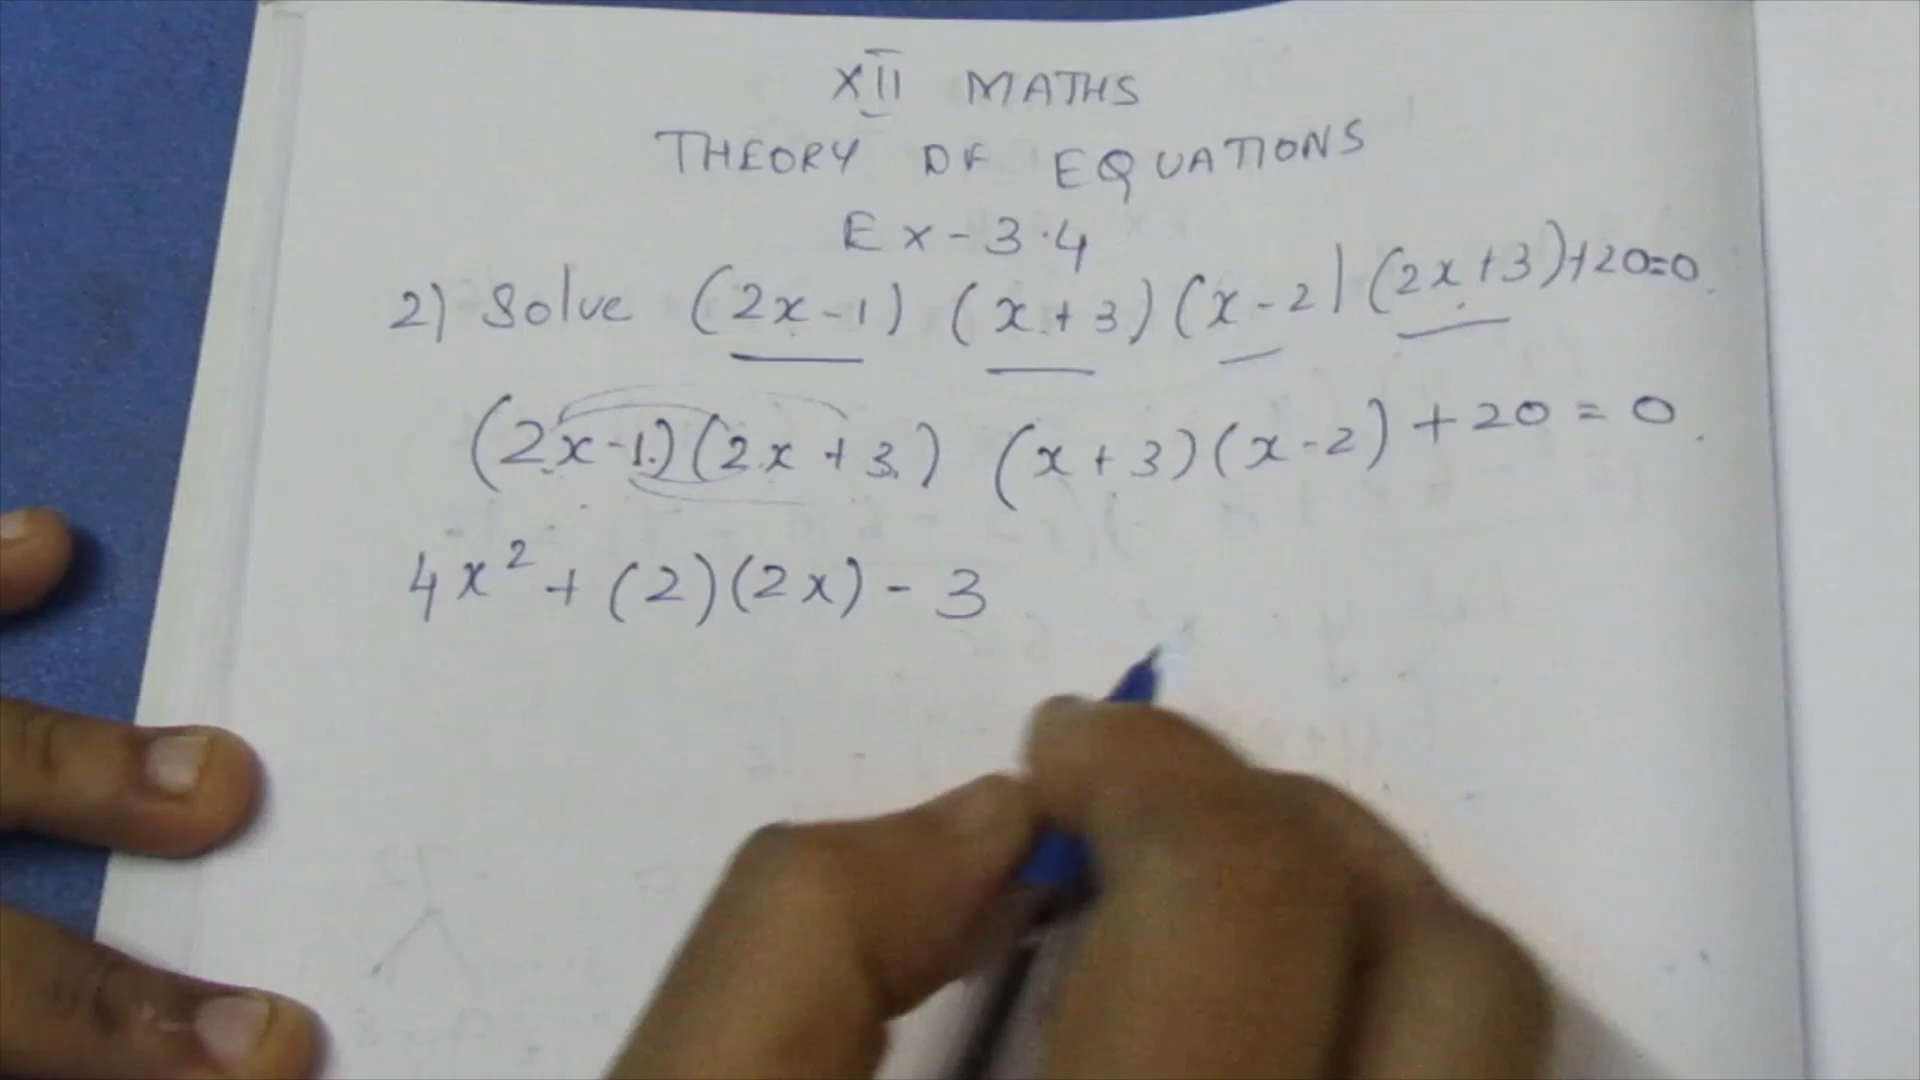 XII MATHS
THEORY OF EQUATIONS
Ex-3.4
2) Solve (2x-1) (x+3)(x-2)(2x+3)+20=0.
(2x-1)(2x+3) (x+3)(x-2)+20=0.
4x²+(2)(2x)-3